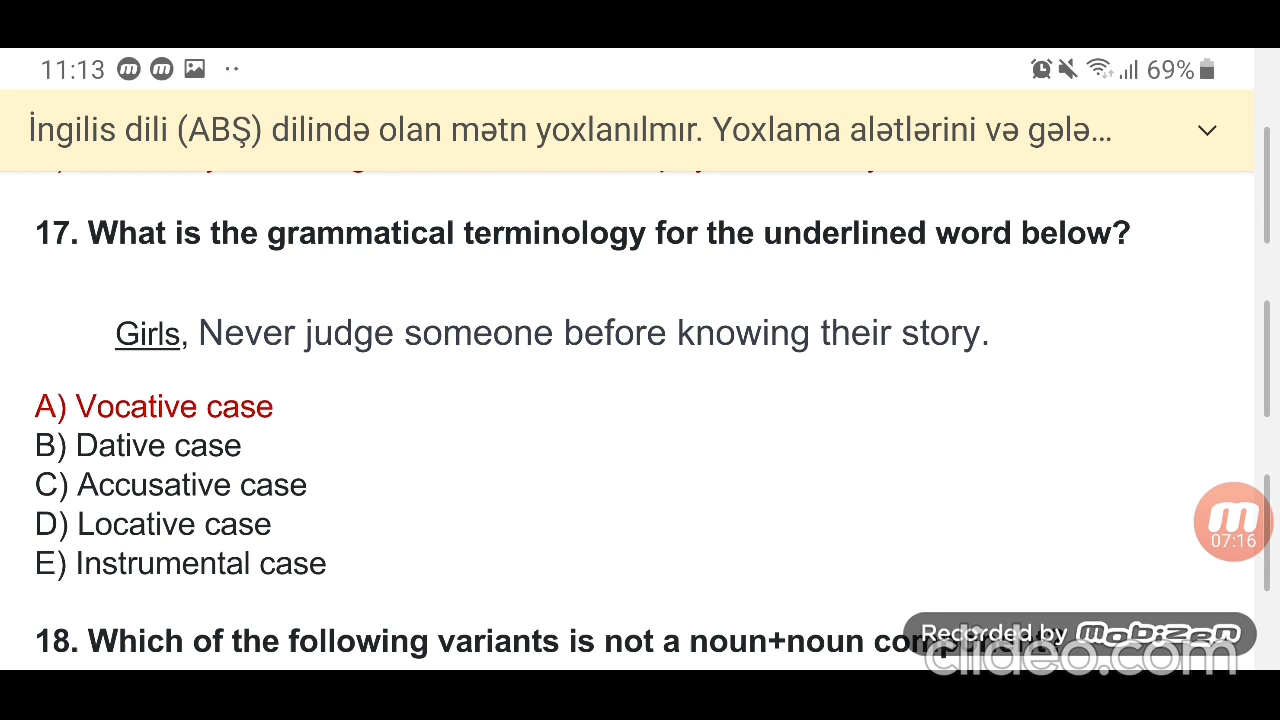 11:13
69%
İngilis dili (ABŞ) dilində olan mətn yoxlanılmır. Yoxlama alətlərini və gələ...
17. What is the grammatical terminology for the underlined word below?
Girls, Never judge someone before knowing their story.
A) Vocative case
B) Dative case
C) Accusative case
D) Locative case
E) Instrumental case
07:16
18. Which of the following variants is not a noun+noun
Recorded by mobizen
clideo.com